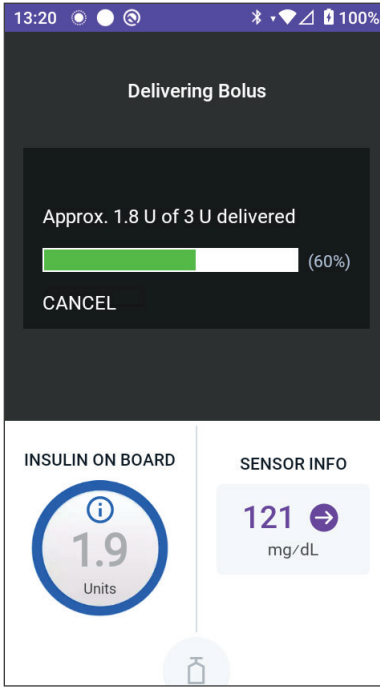 13:20 100%
Delivering Bolus
Approx. 1.8 U of 3 U delivered
(60%)
CANCEL
INSULIN ON BOARD
1.9
Units
SENSOR INFO
121
mg/dL